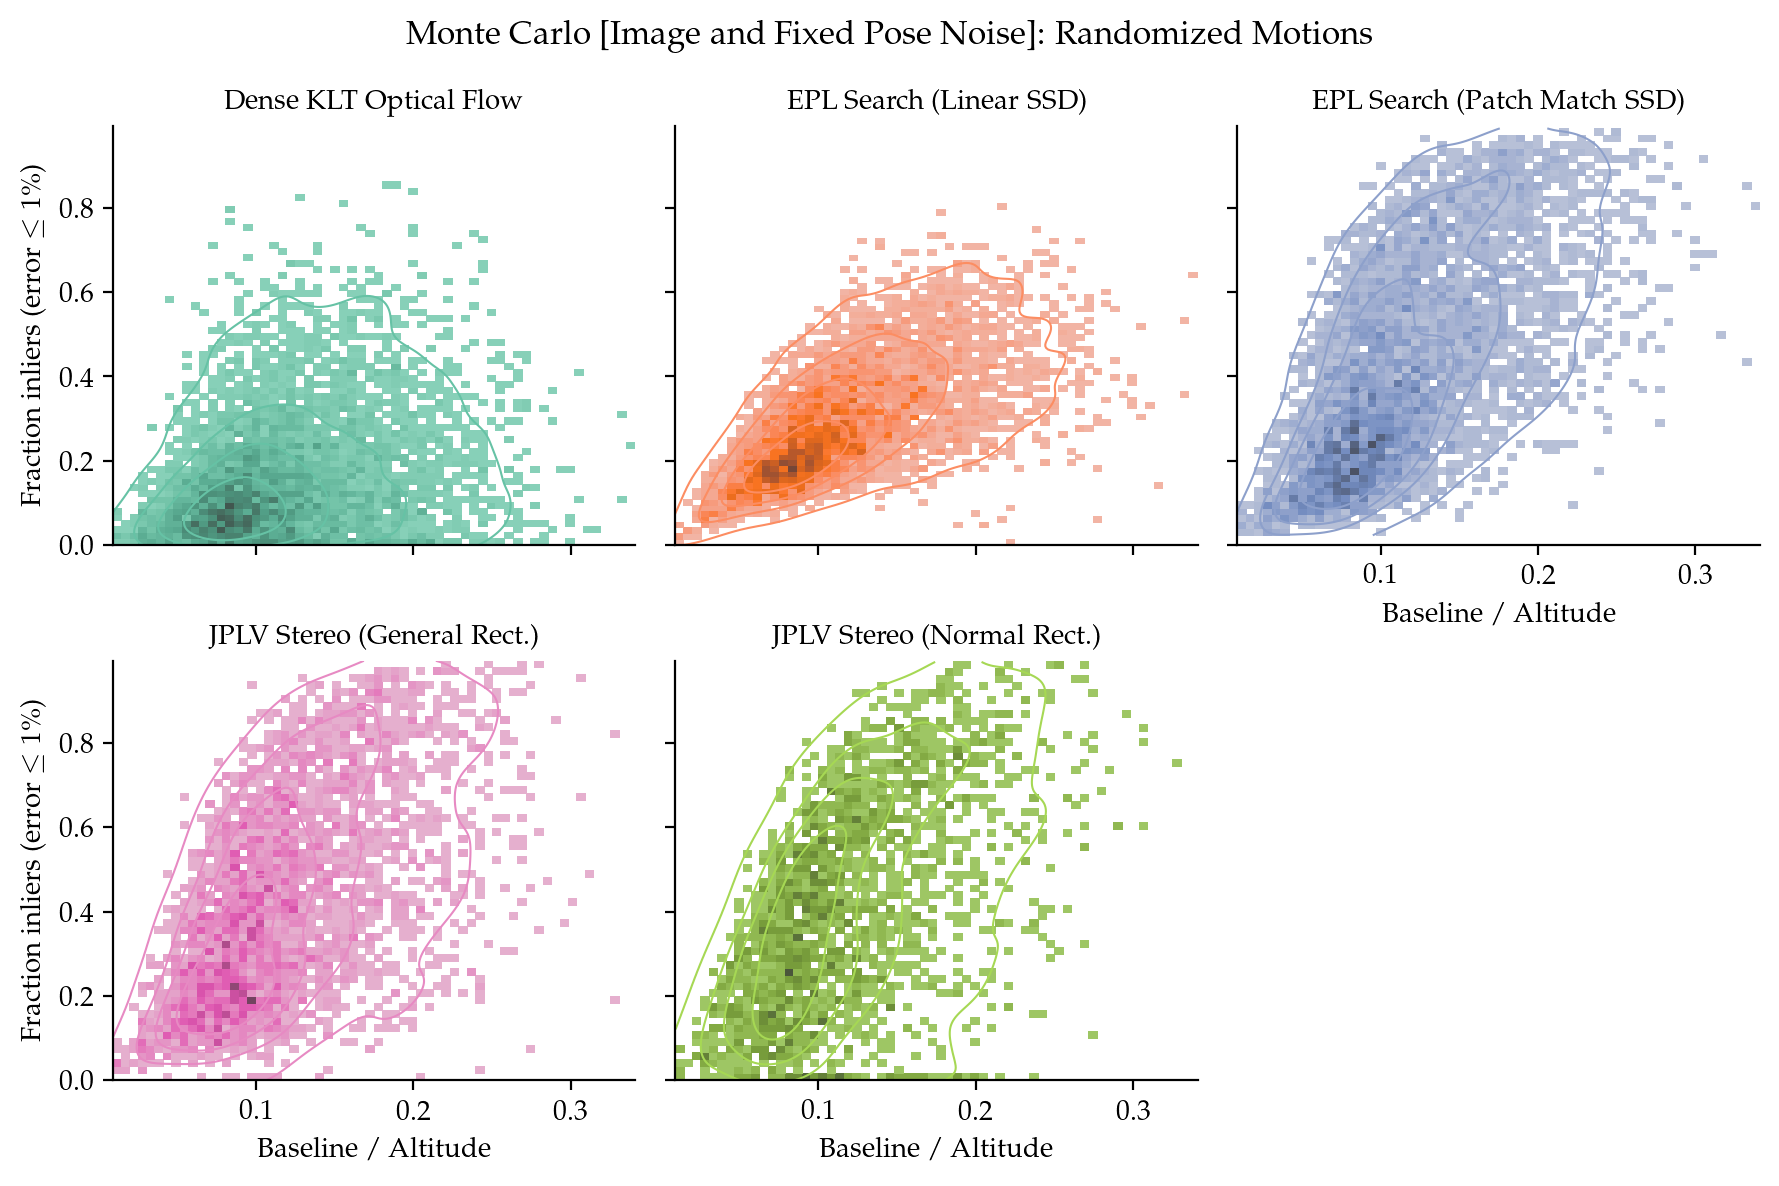 Monte Carlo [Image and Fixed Pose Noise]: Randomized Motions
Dense KLT Optical Flow
EPL Search (Linear SSD)
EPL Search (Patch Match SSD)
Fraction inliers (error ≤ 1%)
0.8
0.6
0.4
0.2
0.0
0.1
0.2
0.3
Baseline / Altitude
JPLV Stereo (General Rect.)
JPLV Stereo (Normal Rect.)
Fraction inliers (error ≤ 1%)
0.8
0.6
0.4
0.2
0.0
0.1
0.2
0.3
0.1
0.2
0.3
Baseline / Altitude
Baseline / Altitude